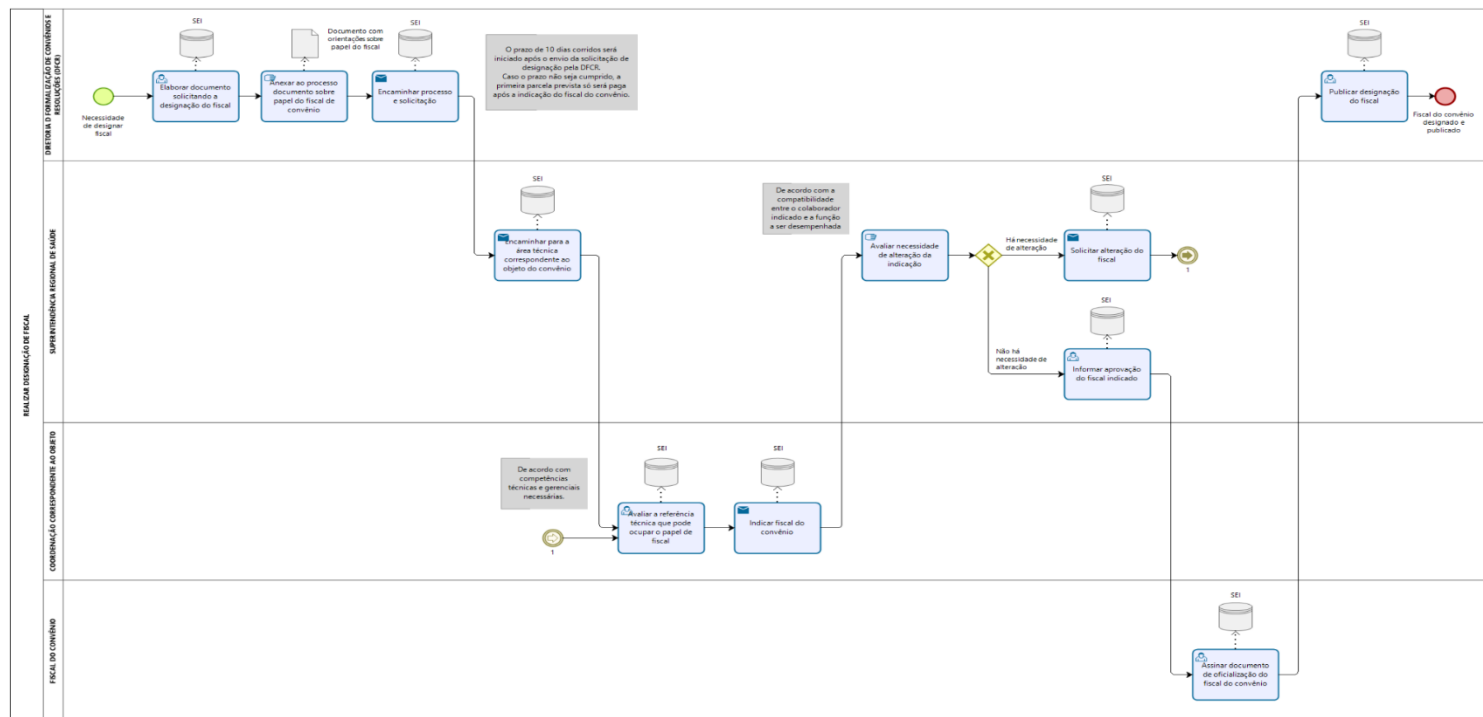 REALIZAR DESIGNAÇÃO DE FISCAL
DIRETORIA D FORMALIZAÇÃO DE CONVÊNIOS E
RESOLUÇÕES (DFCR)
Necessidade
de designar
fiscal
SEI
Elaborar documento
solicitando a
designação do fiscal
Documento com
orientações sobre
papel do fiscal
Anexar ao processo
documento sobre
papel do fiscal de
convênio
SEI
Encaminhar processo
e solicitação
O prazo de 10 dias corridos será
iniciado após o envio da solicitação de
designação pela DFCR.
Caso o prazo não seja cumprido, a
primeira parcela prevista só será paga
após a indicação do fiscal do convênio.
SEI
Publicar designação
do fiscal
Fiscal do convênio
designado e
publicado
SUPERINTENDÊNCIA REGIONAL DE SAÚDE
SEI
Encaminhar para a
área técnica
correspondente ao
objeto do convênio
De acordo com a
compatibilidade
entre o colaborador
indicado e a função
a ser desempenhada
Avaliar necessidade
de alteração da
indicação
Há necessidade
de alteração
SEI
Solicitar alteração do
fiscal
1
Não há
necessidade de
alteração
SEI
Informar aprovação
do fiscal indicado
COORDENAÇÃO CORRESPONDENTE AO OBJETO
De acordo com
competências
técnicas e gerenciais
necessárias.
1
SEI
Avaliar a referência
técnica que pode
ocupar o papel de
fiscal
SEI
Indicar fiscal do
convênio
FISCAL DO CONVÊNIO
SEI
Assinar documento
de oficialização do
fiscal do convênio